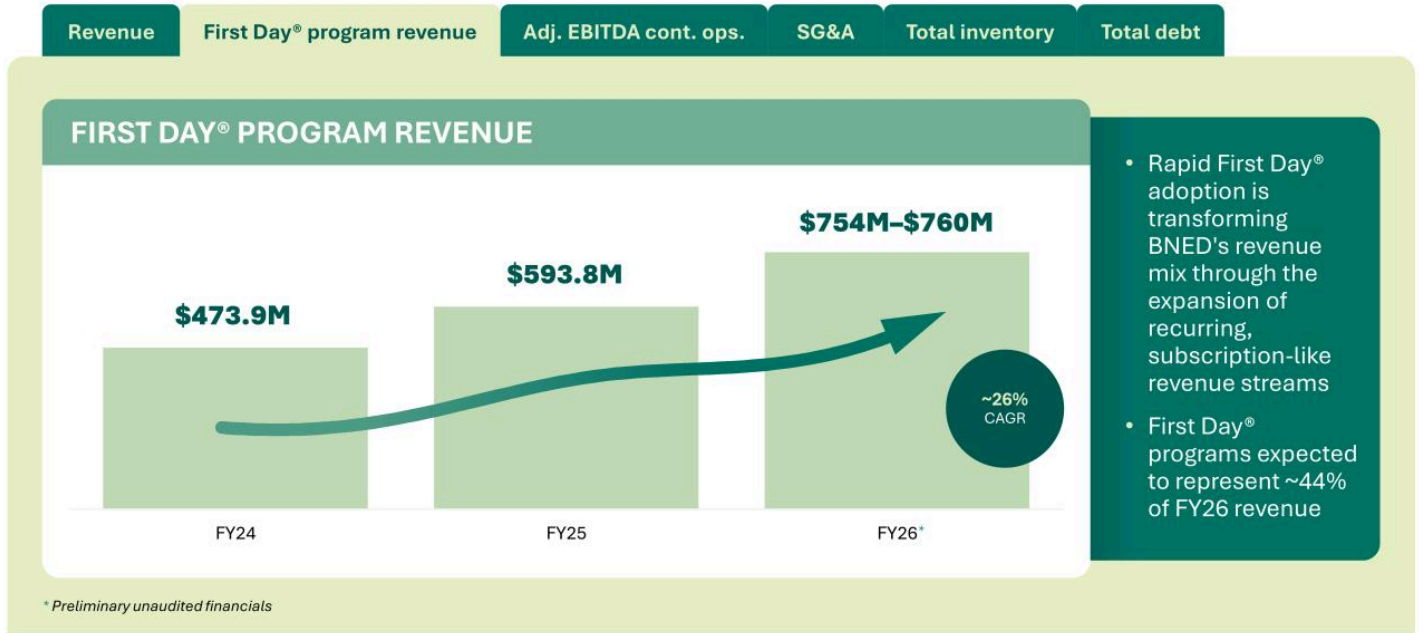 Revenue
First Day® program revenue
Adj. EBITDA cont. ops.
SG&A
Total inventory
Total debt
FIRST DAY® PROGRAM REVENUE
$473.9M
$593.8M
$754M–$760M
~26%
CAGR
FY24
FY25
FY26*
• Rapid First Day®
adoption is
transforming
BNED's revenue
mix through the
expansion of
recurring,
subscription-like
revenue streams
• First Day®
programs expected
to represent ~44%
of FY26 revenue
* Preliminary unaudited financials